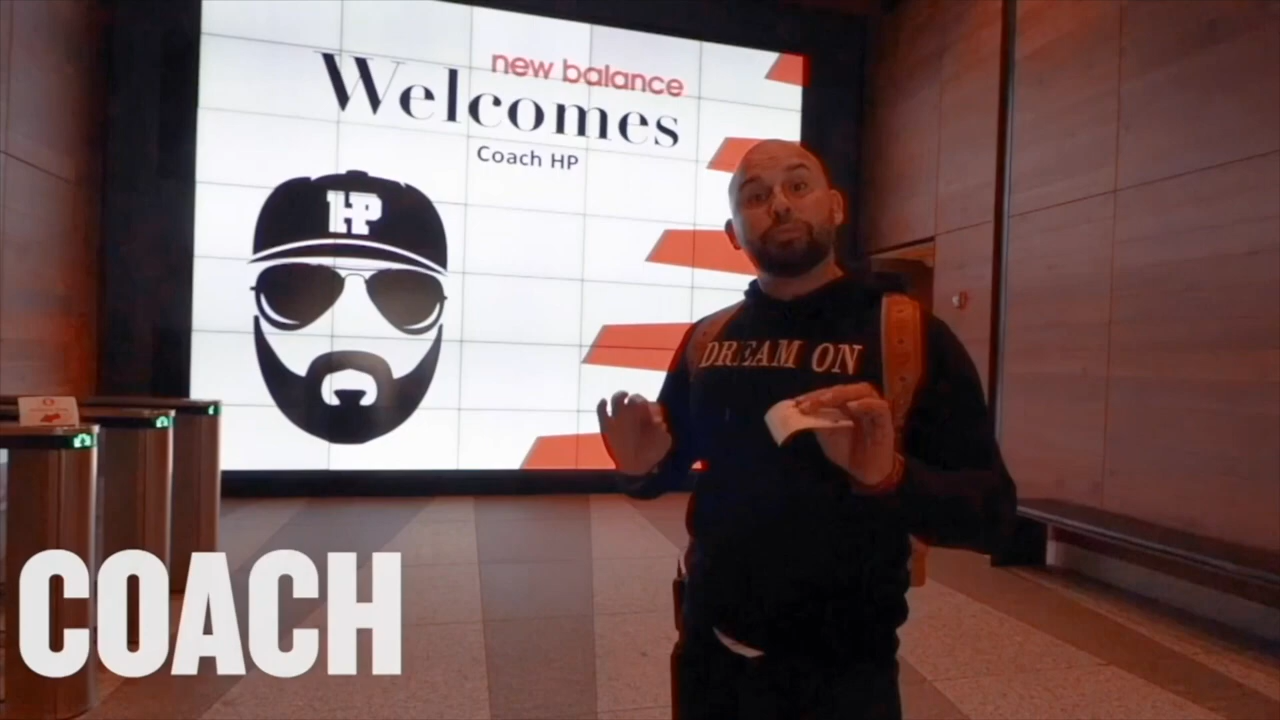 new balance
Welcomes
Coach HP
HP
DREAM ON
COACH